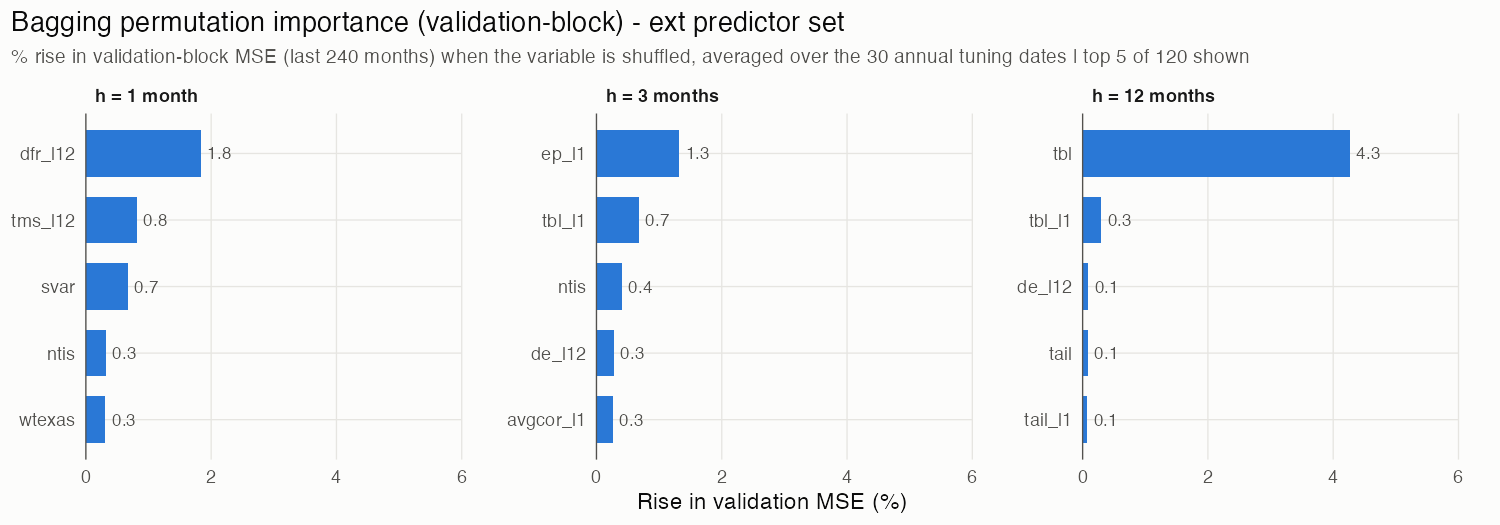 Bagging permutation importance (validation-block) - ext predictor set
% rise in validation-block MSE (last 240 months) when the variable is shuffled, averaged over the 30 annual tuning dates | top 5 of 120 shown
h = 1 month
dfr_l12 1.8
tms_l12 0.8
svar 0.7
ntis 0.3
wtexas 0.3
0 2 4 6
h = 3 months
ep_l1 1.3
tbl_l1 0.7
ntis 0.4
de_l12 0.3
avgcor_l1 0.3
0 2 4 6
h = 12 months
tbl 4.3
tbl_l1 0.3
de_l12 0.1
tail 0.1
tail_l1 0.1
0 2 4 6
Rise in validation MSE (%)